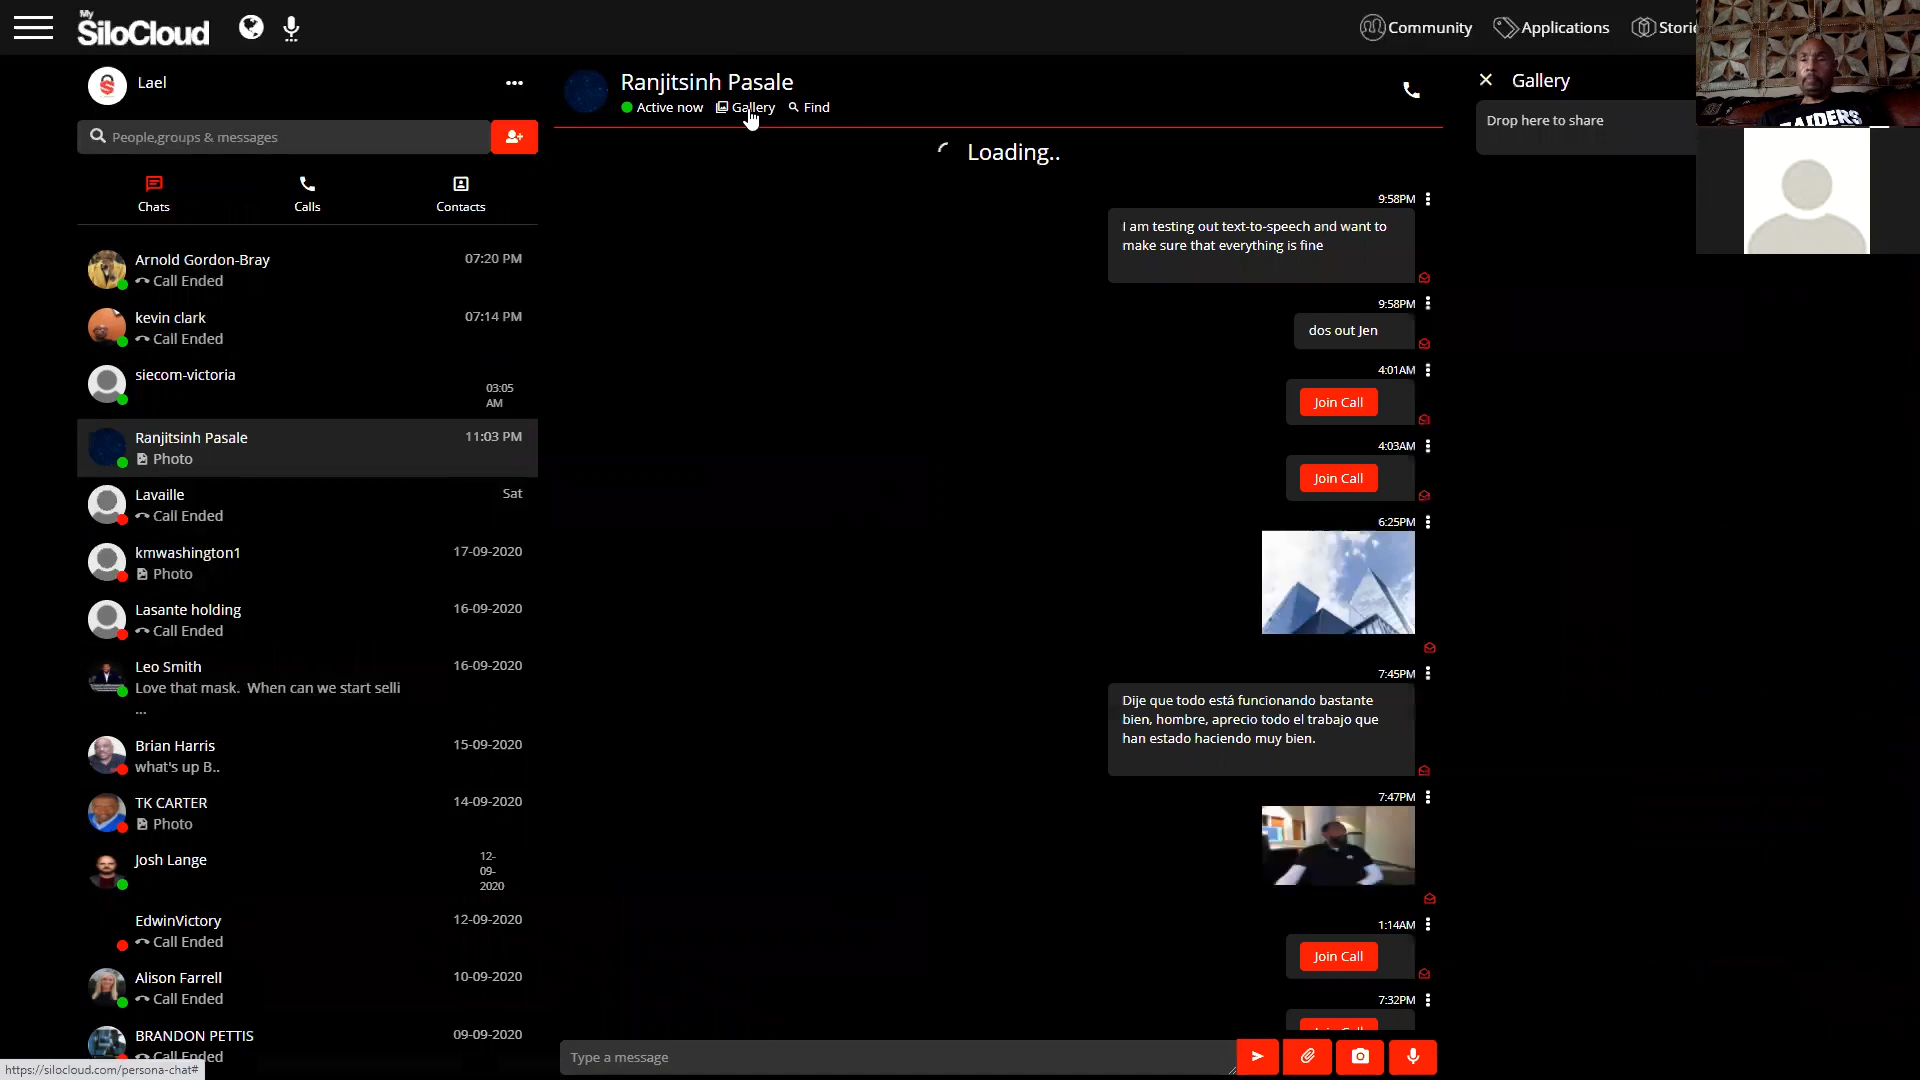 My
SiloCloud
Community
Applications
Lael
People,groups & messages
Chats
Calls
Contacts
Arnold Gordon-Bray
07:20 PM
Call Ended
kevin clark
07:14 PM
Call Ended
siecom-victoria
03:05
AM
Ranjitsinh Pasale
11:03 PM
Photo
Lavaille
Sat
Call Ended
kmwashington1
17-09-2020
Photo
Lasante holding
16-09-2020
Call Ended
Leo Smith
16-09-2020
Love that mask. When can we start selli
...
Brian Harris
15-09-2020
what's up B..
TK CARTER
14-09-2020
Photo
Josh Lange
12-
09-
2020
EdwinVictory
12-09-2020
Call Ended
Alison Farrell
10-09-2020
Call Ended
BRANDON PETTIS
09-09-2020
Call Ended
https://silocloud.com/persona-chat#
Ranjitsinh Pasale
Active now
Gallery
Find
Loading..
9:58PM
I am testing out text-to-speech and want to
make sure that everything is fine
9:58PM
dos out Jen
4:01AM
Join Call
4:03AM
Join Call
6:25PM
7:45PM
Dije que todo está funcionando bastante
bien, hombre, aprecio todo el trabajo que
han estado haciendo muy bien.
7:47PM
1:14AM
Join Call
7:32PM
Join Call
Type a message
Gallery
Drop here to share
RAIDERS